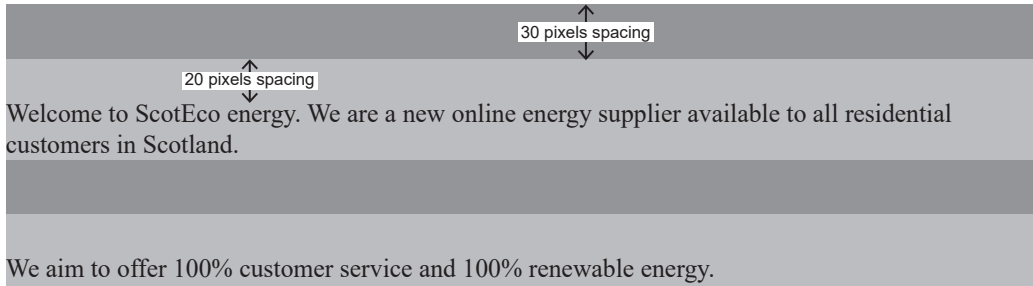 30 pixels spacing
20 pixels spacing
Welcome to ScotEco energy. We are a new online energy supplier available to all residential
customers in Scotland.
We aim to offer 100% customer service and 100% renewable energy.